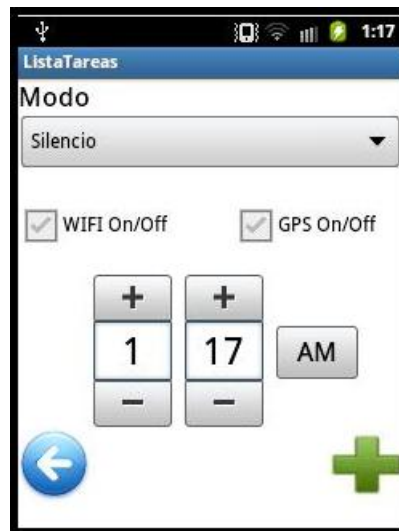 1:17
ListaTareas
Modo
Silencio
WIFI On/Off GPS On/Off
+ +
1 17 AM
− −